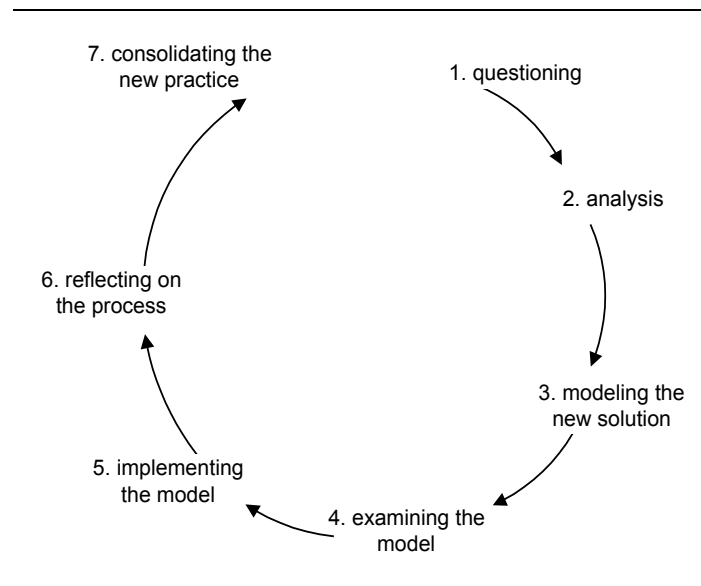 1. questioning
2. analysis
3. modeling the
new solution
4. examining the
model
5. implementing
the model
6. reflecting on
the process
7. consolidating the
new practice